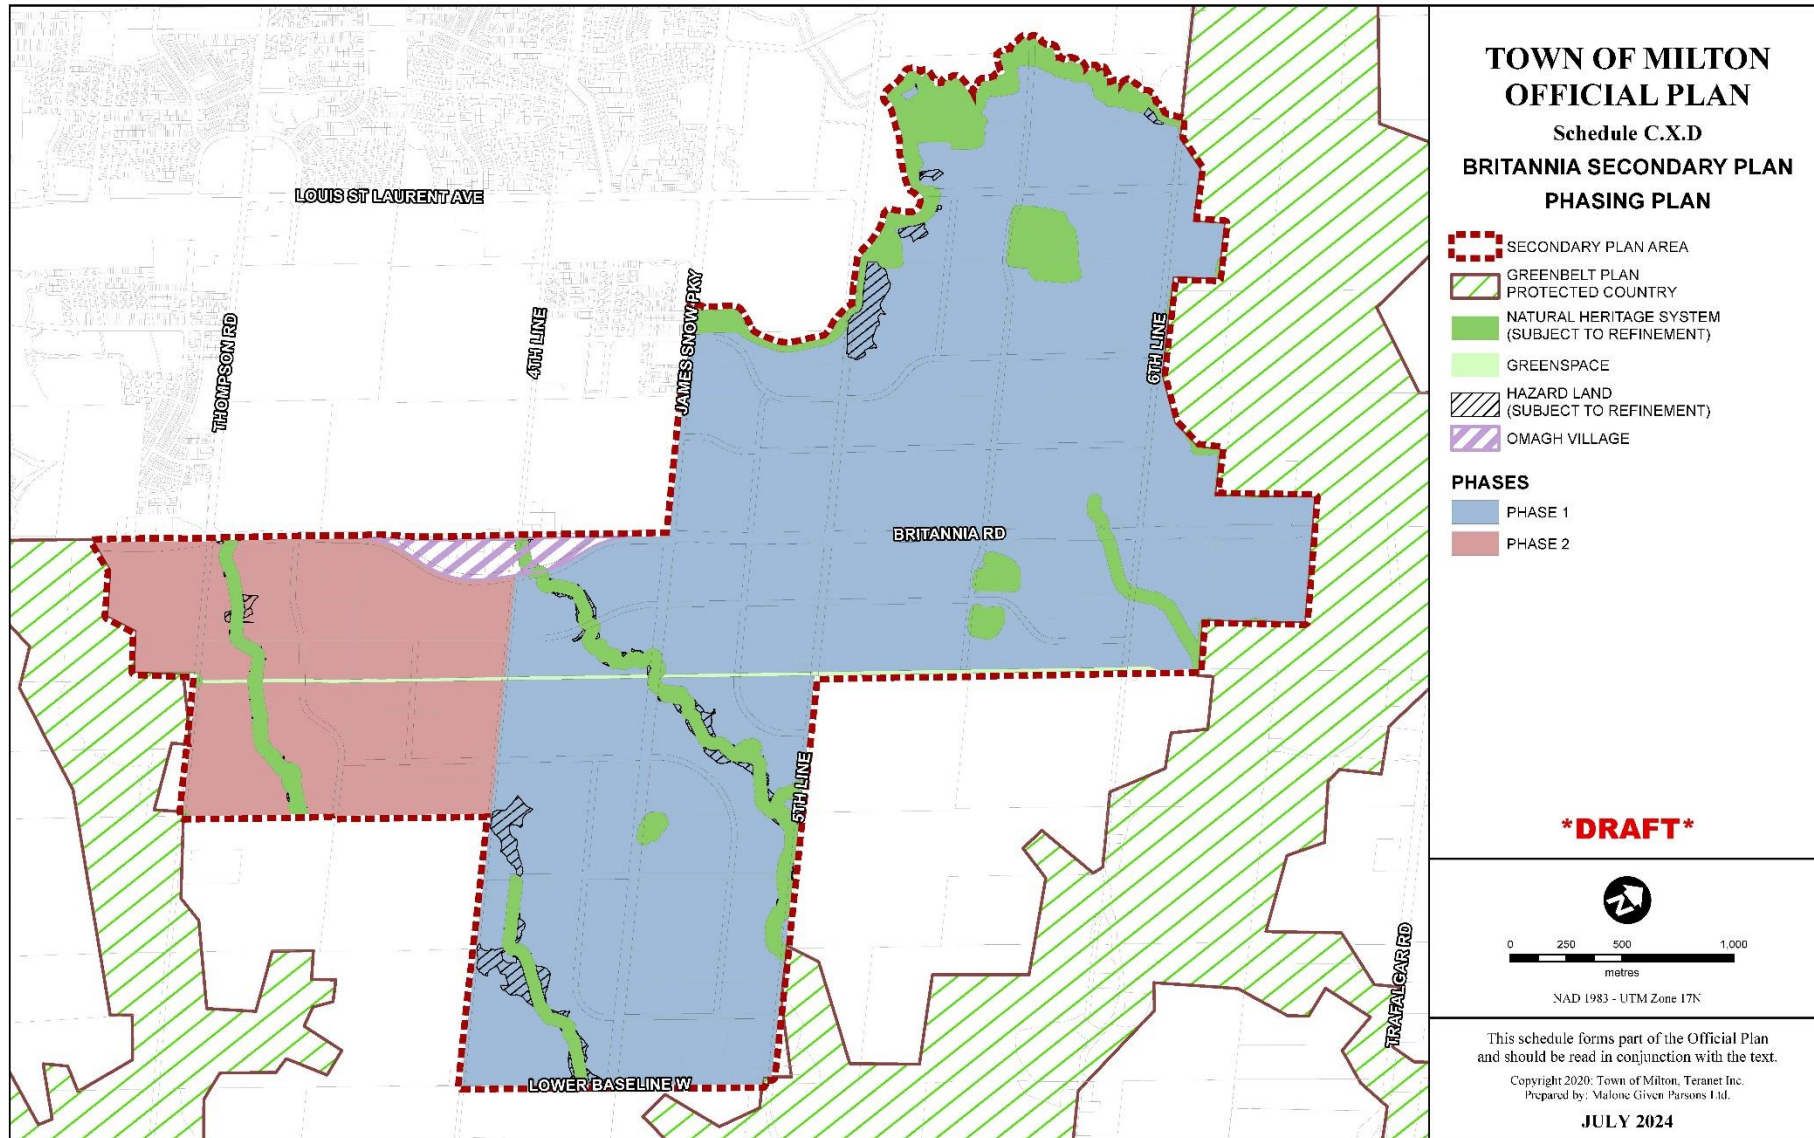 TOWN OF MILTON
OFFICIAL PLAN
Schedule C.X.D
BRITANNIA SECONDARY PLAN
PHASING PLAN
SECONDARY PLAN AREA
GREENBELT PLAN
PROTECTED COUNTRY
NATURAL HERITAGE SYSTEM
(SUBJECT TO REFINEMENT)
GREENSPACE
HAZARD LAND
(SUBJECT TO REFINEMENT)
OMAGH VILLAGE
PHASES
PHASE 1
PHASE 2
*DRAFT*
N
0 250 500 1,000
metres
NAD 1983 - UTM Zone 17N
This schedule forms part of the Official Plan
and should be read in conjunction with the text.
Copyright 2020: Town of Milton, Teranet Inc.
Prepared by: Malone Given Parsons Ltd.
JULY 2024
LOUIS ST LAURENT AVE
THOMPSON RD
4TH LINE
JAMES SNOW PKY
6TH LINE
BRITANNIA RD
5TH LINE
TRAFALGAR RD
LOWER BASELINE W